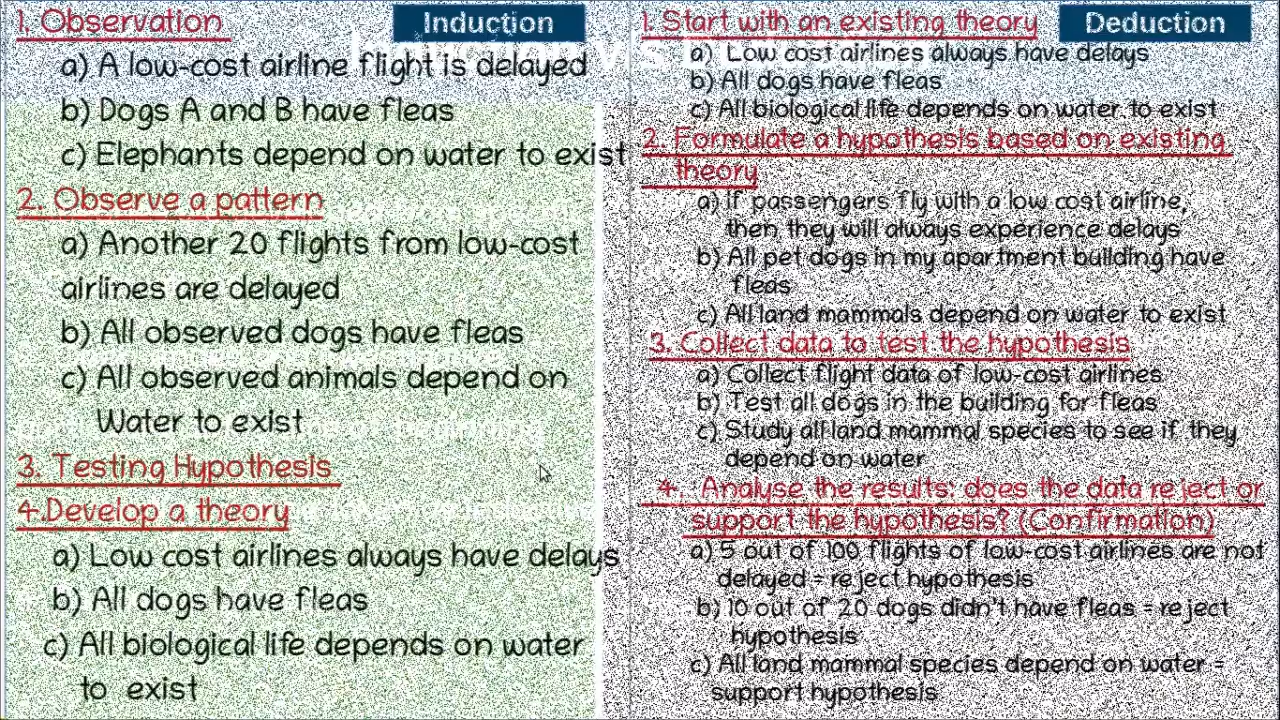 Induction
1. Observation
a) A low-cost airline flight is delayed
b) Dogs A and B have fleas
c) Elephants depend on water to exist
2. Observe a pattern
a) Another 20 flights from low-cost
airlines are delayed
b) All observed dogs have fleas
c) All observed animals depend on
Water to exist
3. Testing Hypothesis
4.Develop a theory
a) Low cost airlines always have delays
b) All dogs have fleas
c) All biological life depends on water
to exist
Deduction
1. Start with an existing theory
a) Low cost airlines always have delays
b) All dogs have fleas
c) All biological life depends on water to exist
2. Formulate a hypothesis based on existing
theory
a) if passengers fly with a low cost airline,
then they will always experience delays
b) All pet dogs in my apartment building have
fleas
c) All land mammals depend on water to exist
3. Collect data to test the hypothesis
a) Collect flight data of low-cost airlines
b) Test all dogs in the building for fleas
c) Study all land mammal species to see if they
depend on water
4. Analyse the results: does the data reject or
support the hypothesis? (Confirmation)
a) 5 out of 100 flights of low-cost airlines are not
delayed = reject hypothesis
b) 10 out of 20 dogs didn't have fleas = reject
hypothesis
c) All land mammal species depend on water =
support hypothesis